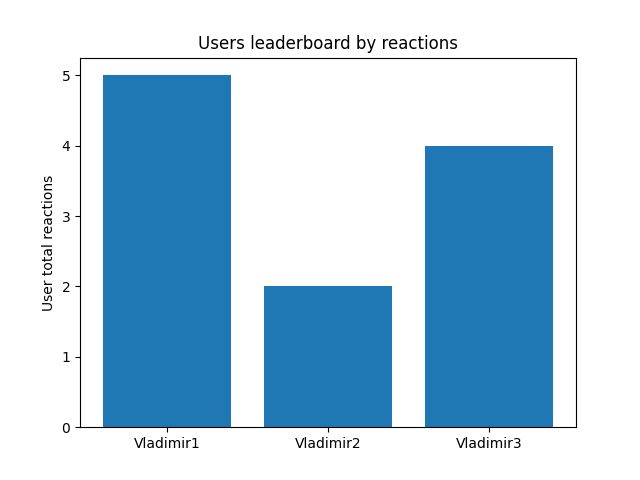 Users leaderboard by reactions
User total reactions
5
4
3
2
1
0
Vladimir1 Vladimir2 Vladimir3